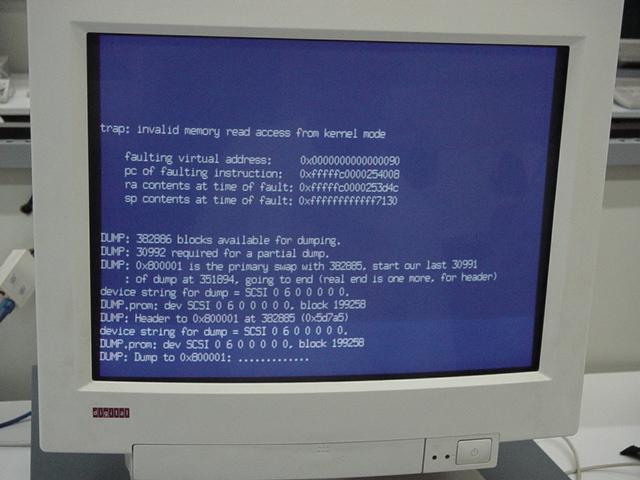 trap: invalid memory read access from kernel mode
faulting virtual address: 0x0000000000000090
pc of faulting instruction: 0xfffffc0000254008
ra contents at time of fault: 0xfffffc0000253d4c
sp contents at time of fault: 0xffffffffffff7130
DUMP: 382886 blocks available for dumping.
DUMP: 30992 required for a partial dump.
DUMP: 0x800001 is the primary swap with 382885, start our last 30991
: of dump at 351894, going to end (real end is one more, for header)
device string for dump = SCSI 0 6 0 0 0 0 0.
DUMP.prom: dev SCSI 0 6 0 0 0 0 0, block 199258
DUMP: Header to 0x800001 at 382885 (0x5d7a5)
device string for dump = SCSI 0 6 0 0 0 0 0.
DUMP.prom: dev SCSI 0 6 0 0 0 0 0, block 199258
DUMP: Dump to 0x800001: .............
digital